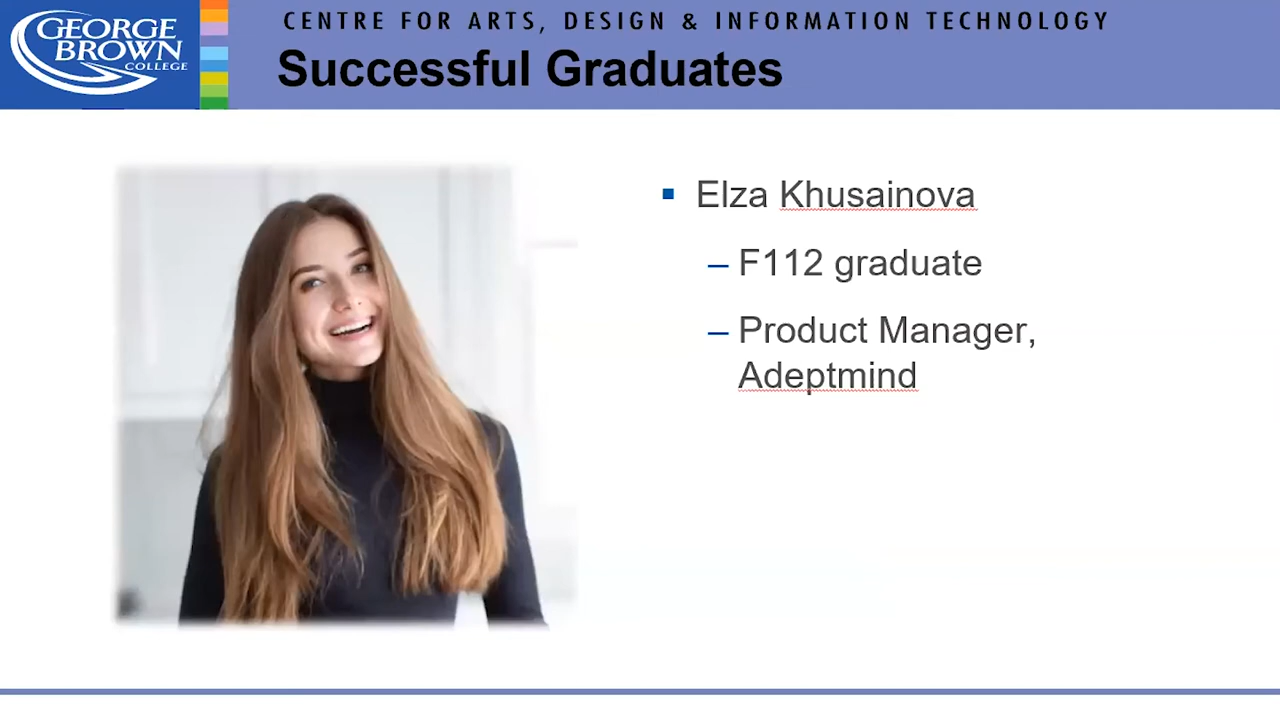 GEORGE
BROWN
COLLEGE
CENTRE FOR ARTS, DESIGN & INFORMATION TECHNOLOGY
Successful Graduates
▪ Elza Khusainova
– F112 graduate
– Product Manager,
Adeptmind